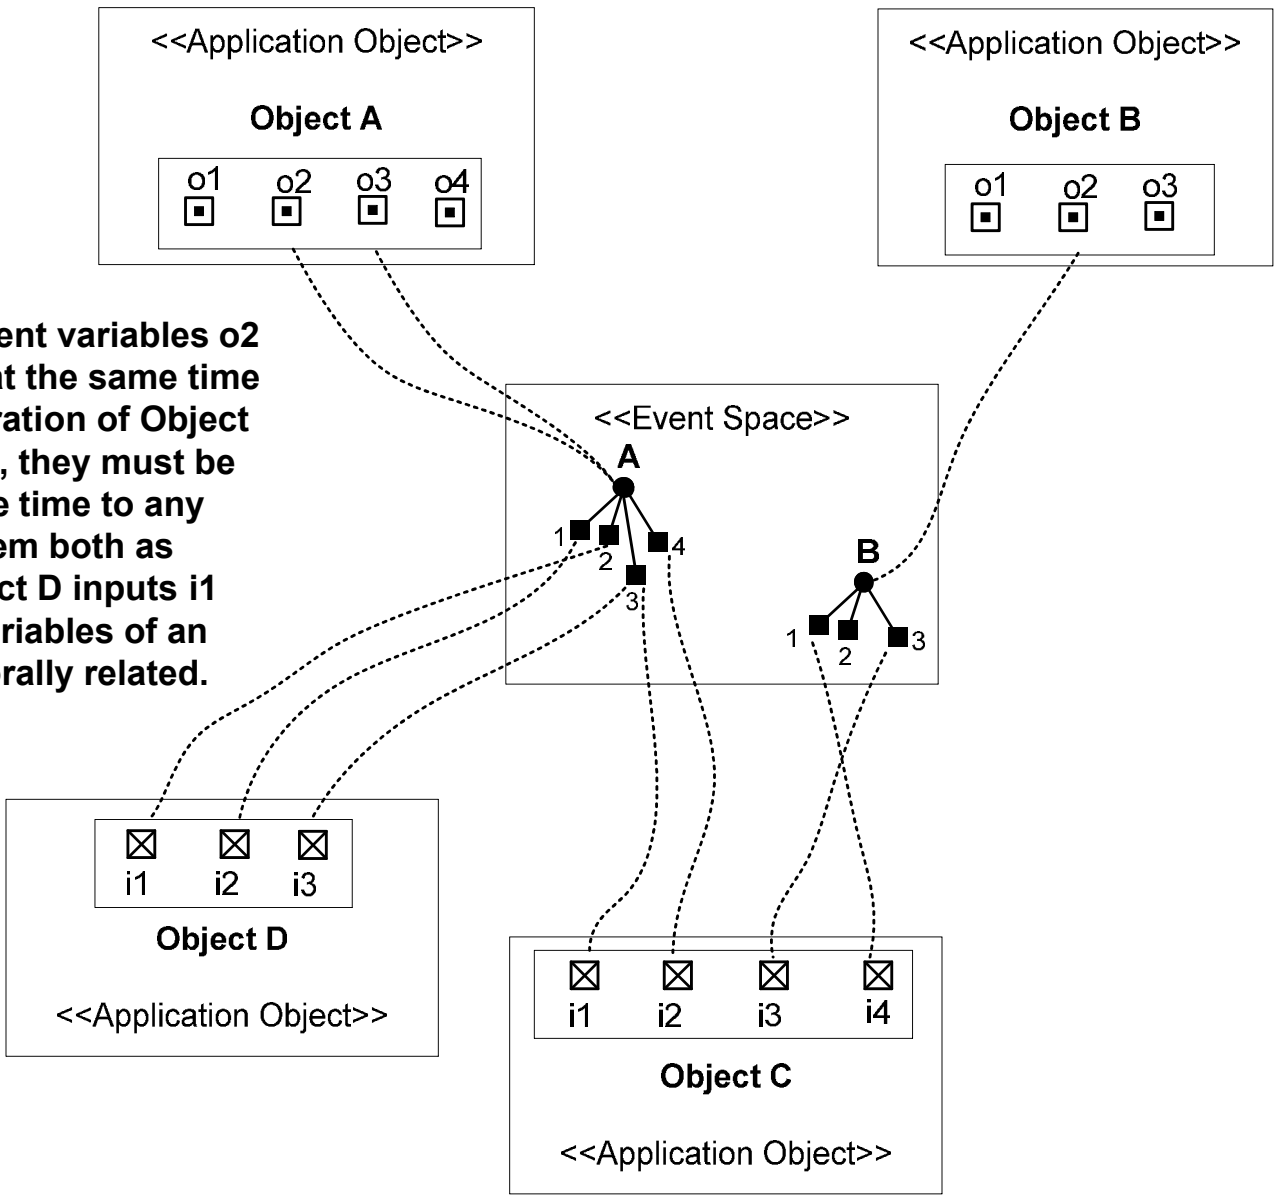 <<Application Object>>
Object A
o1 o2 o3 o4
<<Application Object>>
Object B
o1 o2 o3
ent variables o2
at the same time
ration of Object
, they must be
e time to any
em both as
ct D inputs i1
riables of an
rally related.
<<Event Space>>
A
1 2 3 4
B
1 2 3
i1 i2 i3
Object D
<<Application Object>>
i1 i2 i3 i4
Object C
<<Application Object>>